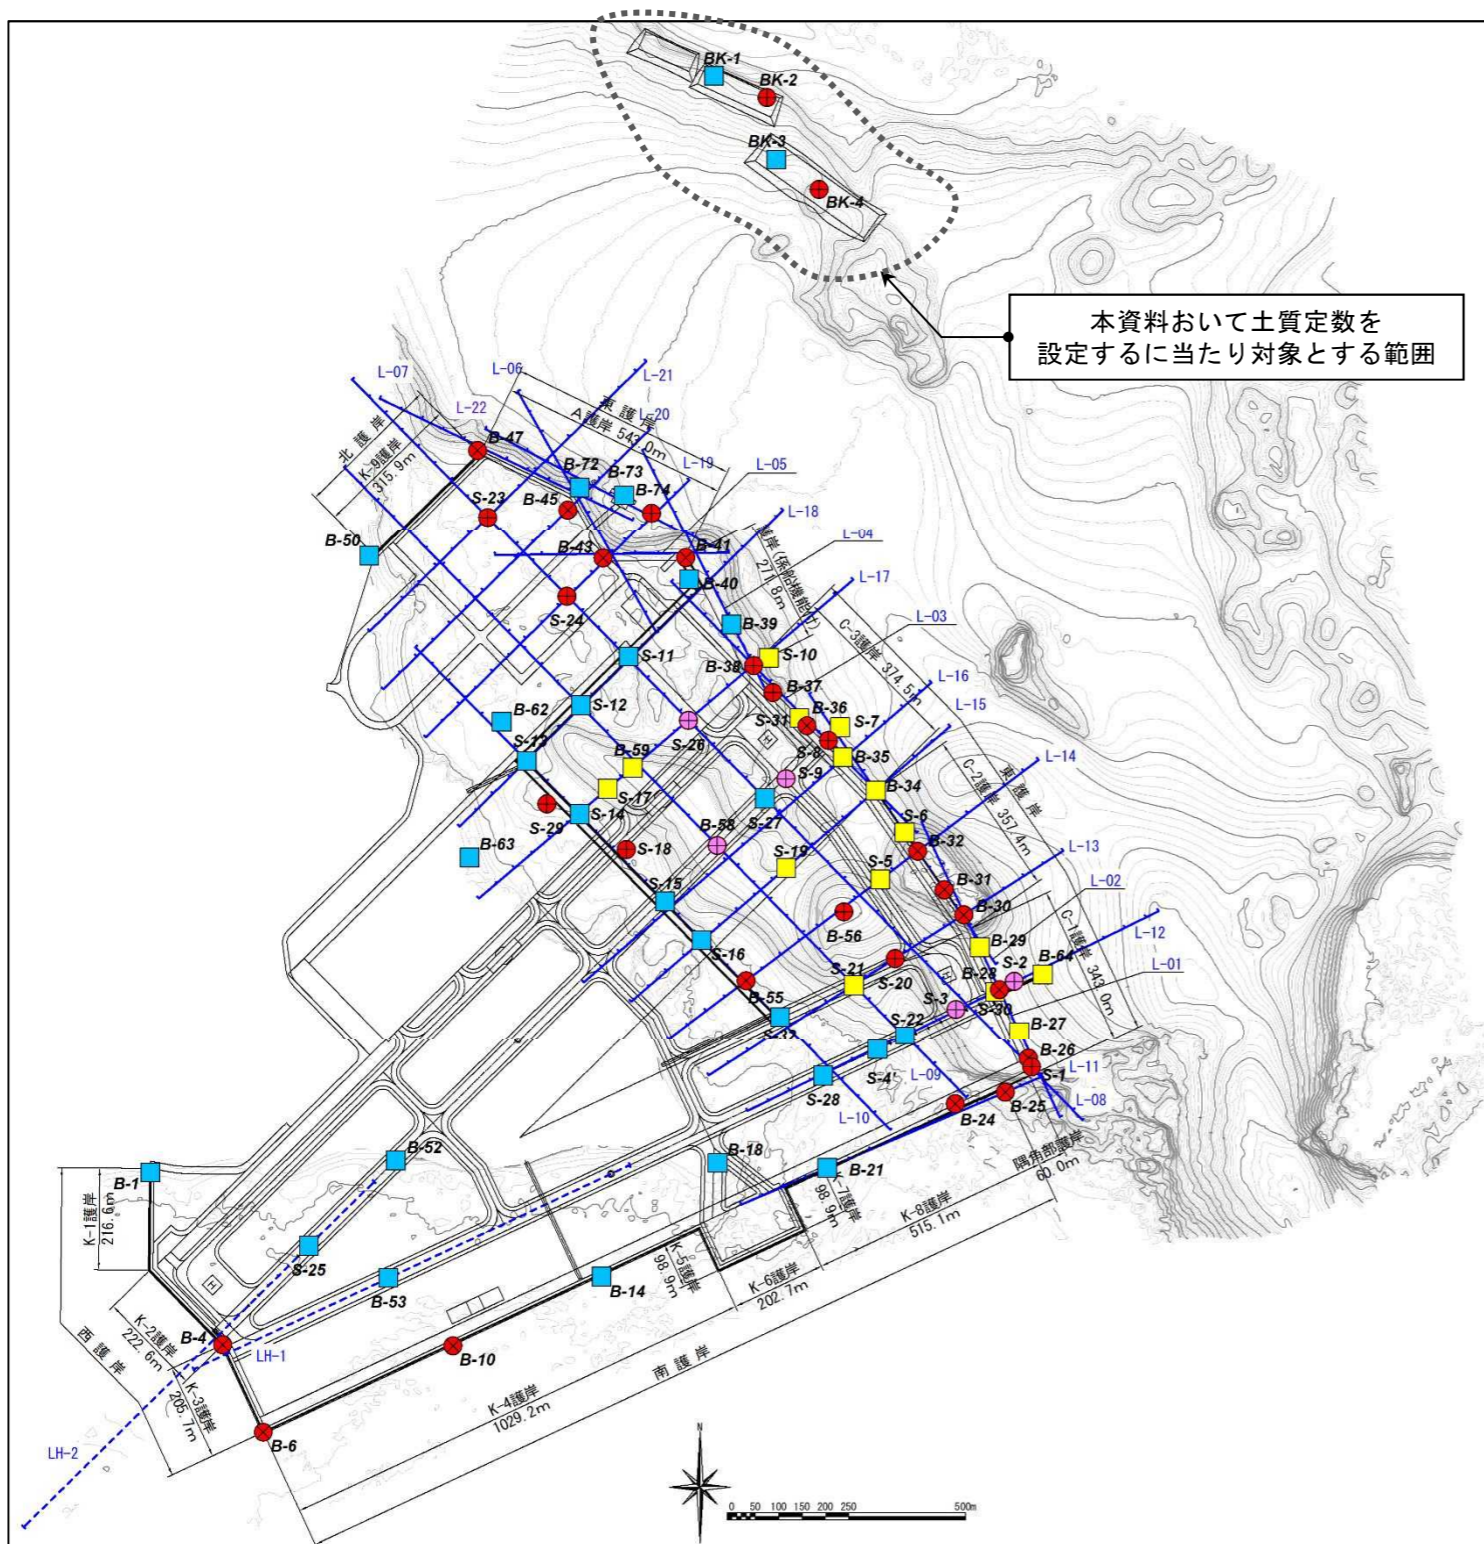 BK-1
BK-2
BK-3
BK-4
本資料おいて土質定数を
設定するに当たり対象とする範囲
L-07
L-06
L-21
L-22
東護岸
L-20
A護岸 543.0m
北護岸
K-9護岸
315.9m
B-47
B-72
B-73
L-19
L-05
B-74
S-23
B-45
L-18
B-50
B-43
B-41
護岸(係船機能付)
271.8m
L-04
B-40
L-17
S-24
B-39
L-03
C-3護岸 374.5m
S-11
B-38
S-10
L-16
B-37
S-12
B-36
S-7
L-15
B-62
S-31
S-26
S-8
B-35
L-14
S-13
B-59
S-9
C-2護岸 357.4m
東護岸
S-17
B-34
S-29
S-14
S-27
S-6
L-13
B-58
B-32
B-63
S-18
S-19
S-5
B-31
L-02
S-15
B-30
C-1護岸 343.0m
B-56
L-12
S-16
B-29
S-21
S-20
S-2
B-64
L-01
B-28
B-55
S-3
S-30
S-32
S-22
B-27
B-26
S-4
S-1
L-11
S-28
L-09
B-25
L-08
B-24
L-10
B-52
B-18
B-21
隅角部護岸
60.0m
B-1
K-1護岸
216.6m
K-7護岸
98.9m
K-8護岸
515.1m
S-25
B-53
B-14
K-5護岸
98.9m
K-6護岸
202.7m
K-2護岸
222.6m
B-4
LH-1
B-10
西護岸
K-3護岸
205.7m
南護岸
K-4護岸
1029.2m
B-6
LH-2
N
0 50 100 150 200 250 500m
H
H
H